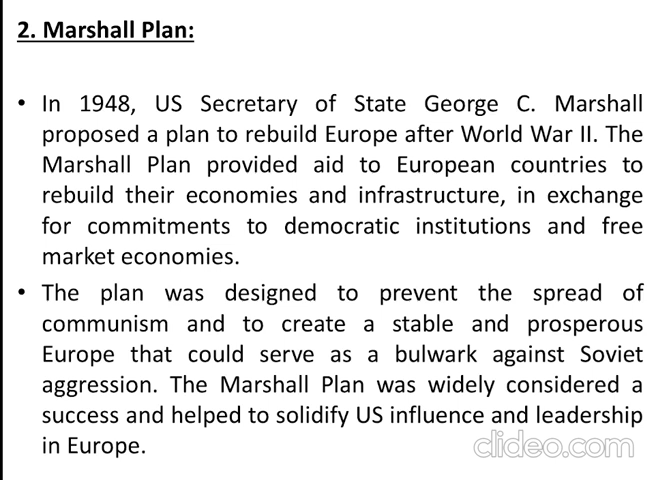 2. Marshall Plan:
• In 1948, US Secretary of State George C. Marshall
proposed a plan to rebuild Europe after World War II. The
Marshall Plan provided aid to European countries to
rebuild their economies and infrastructure, in exchange
for commitments to democratic institutions and free
market economies.
• The plan was designed to prevent the spread of
communism and to create a stable and prosperous
Europe that could serve as a bulwark against Soviet
aggression. The Marshall Plan was widely considered a
success and helped to solidify US influence and leadership
in Europe.
clideo.com